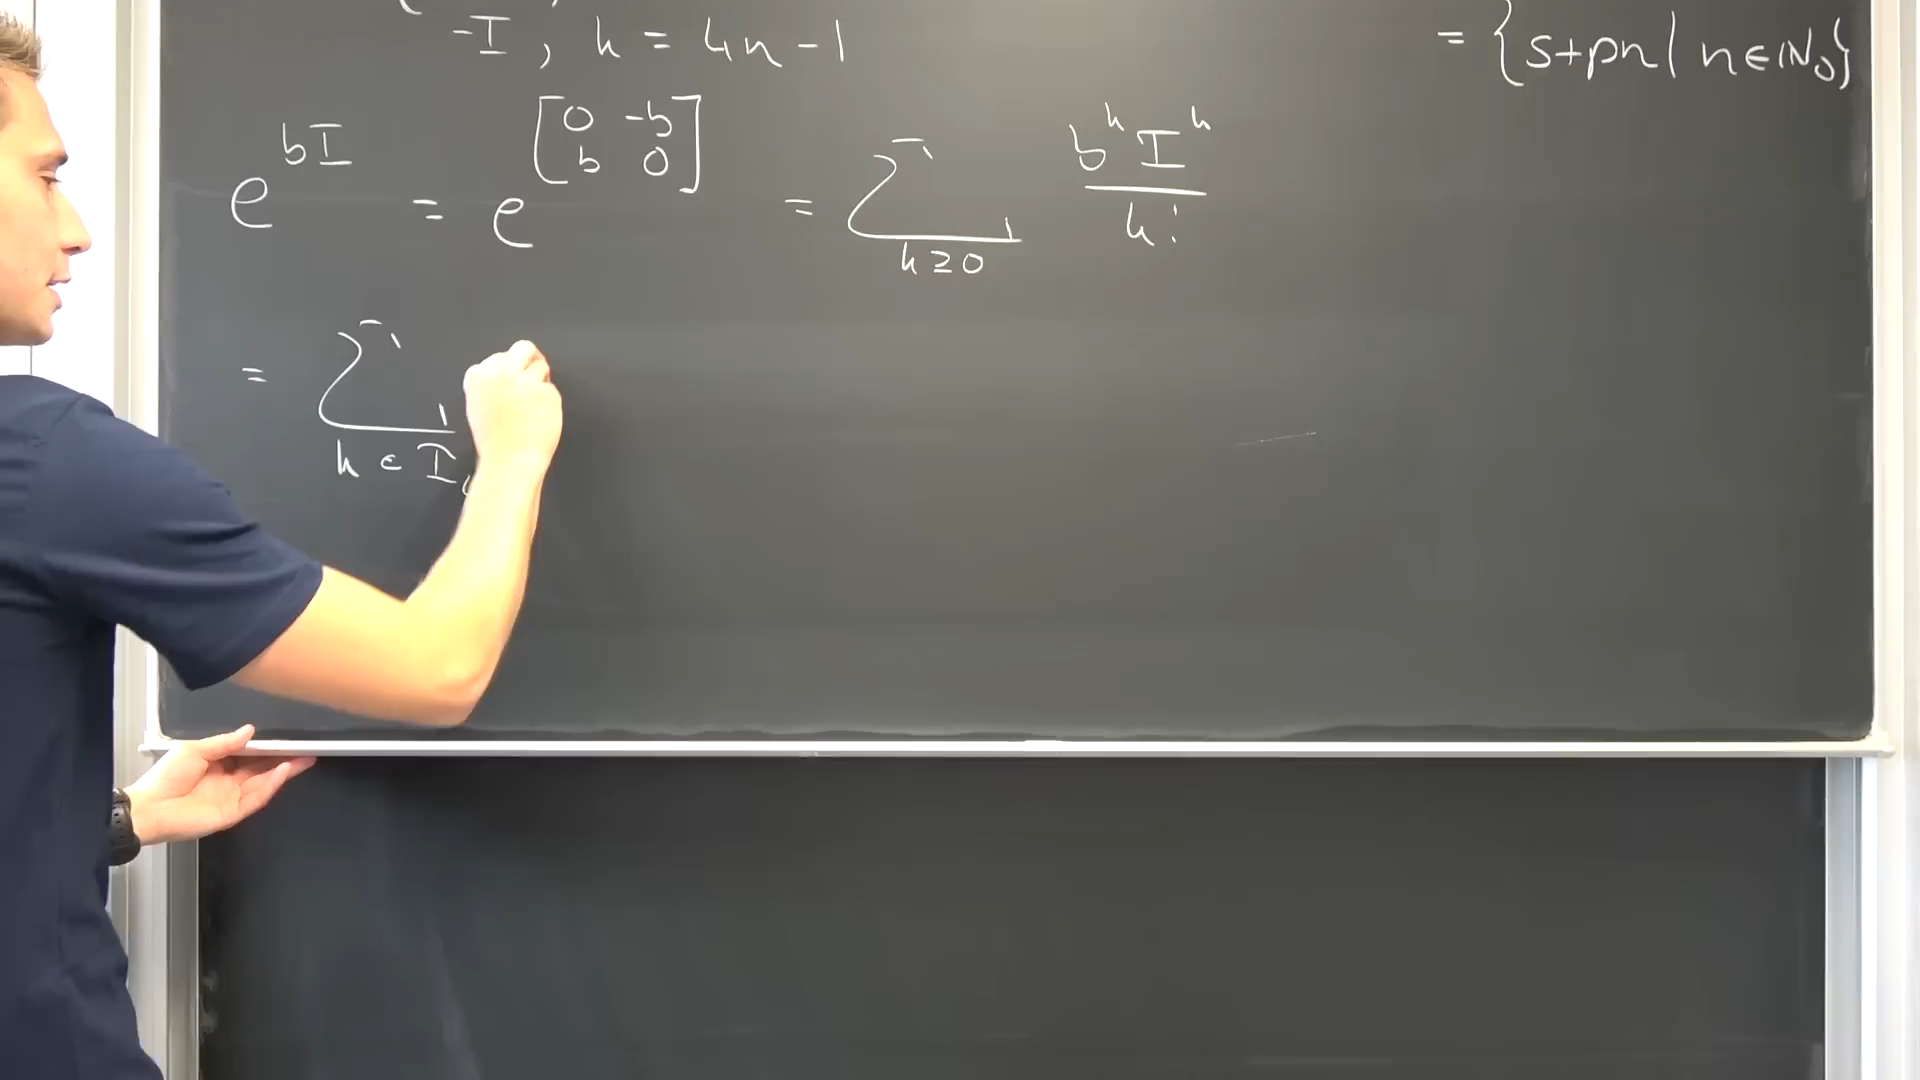 -I, k = 4n-1
= {s+pn | n∈ℕ₀}
e^{bI} = e^{[0 -b; b 0]} = Σ_{k≥0} b^k I^k / k!
= Σ_{k∈I